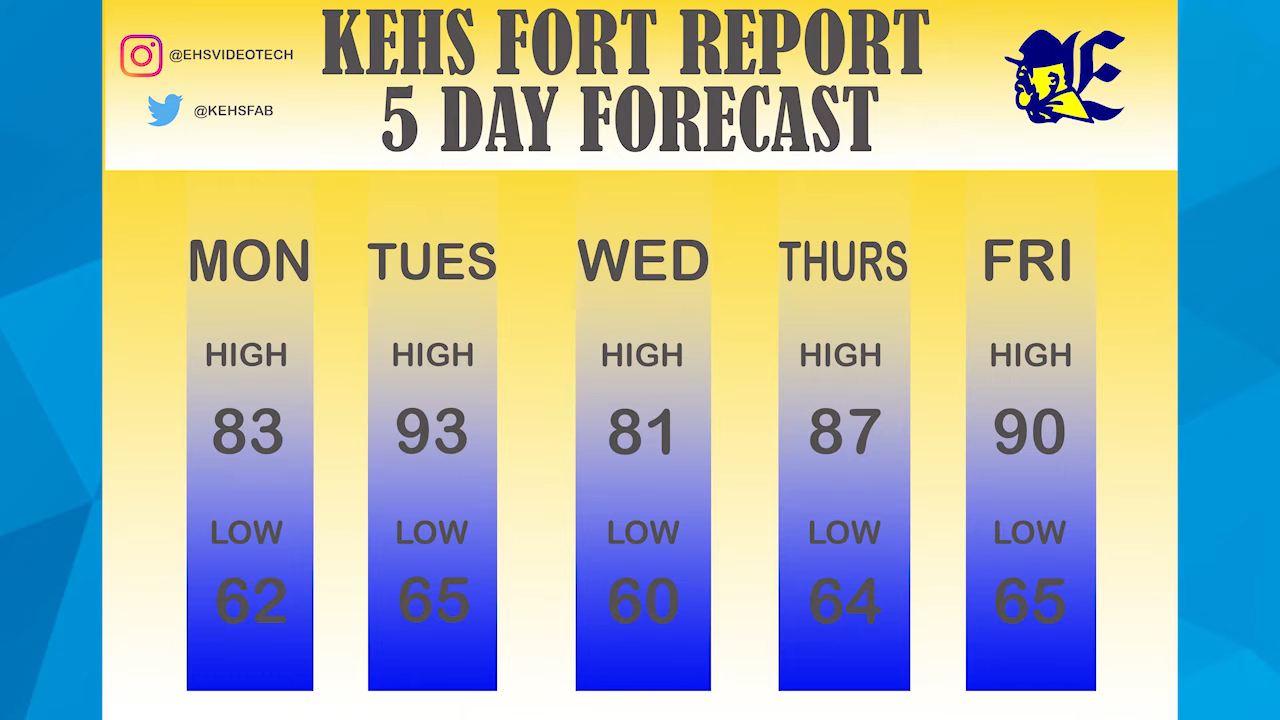 KEHS FORT REPORT
5 DAY FORECAST
@EHSVIDEOTECH
@KEHSFAB
E
MON TUES WED THURS FRI
HIGH HIGH HIGH HIGH HIGH
83 93 81 87 90
LOW LOW LOW LOW LOW
62 65 60 64 65